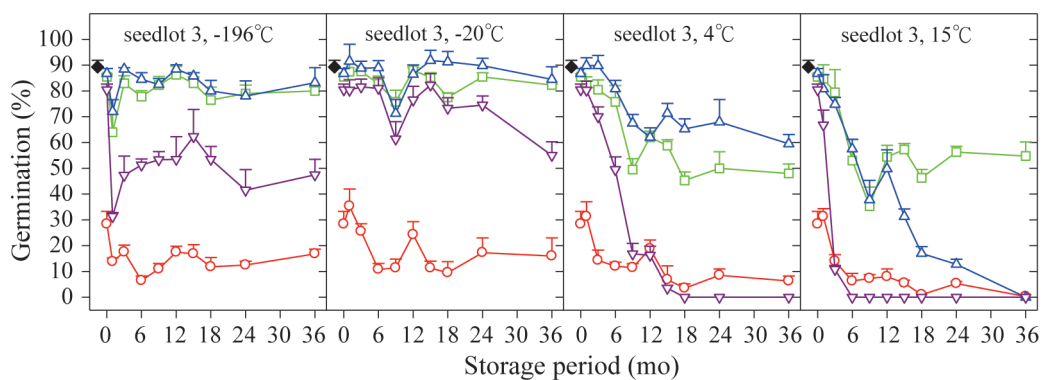 seedlot 3, -196℃
seedlot 3, -20℃
seedlot 3, 4℃
seedlot 3, 15℃
Germination (%)
100
90
80
70
60
50
40
30
20
10
0
0 6 12 18 24 30 36
0 6 12 18 24 30 36
0 6 12 18 24 30 36
0 6 12 18 24 30 36
Storage period (mo)